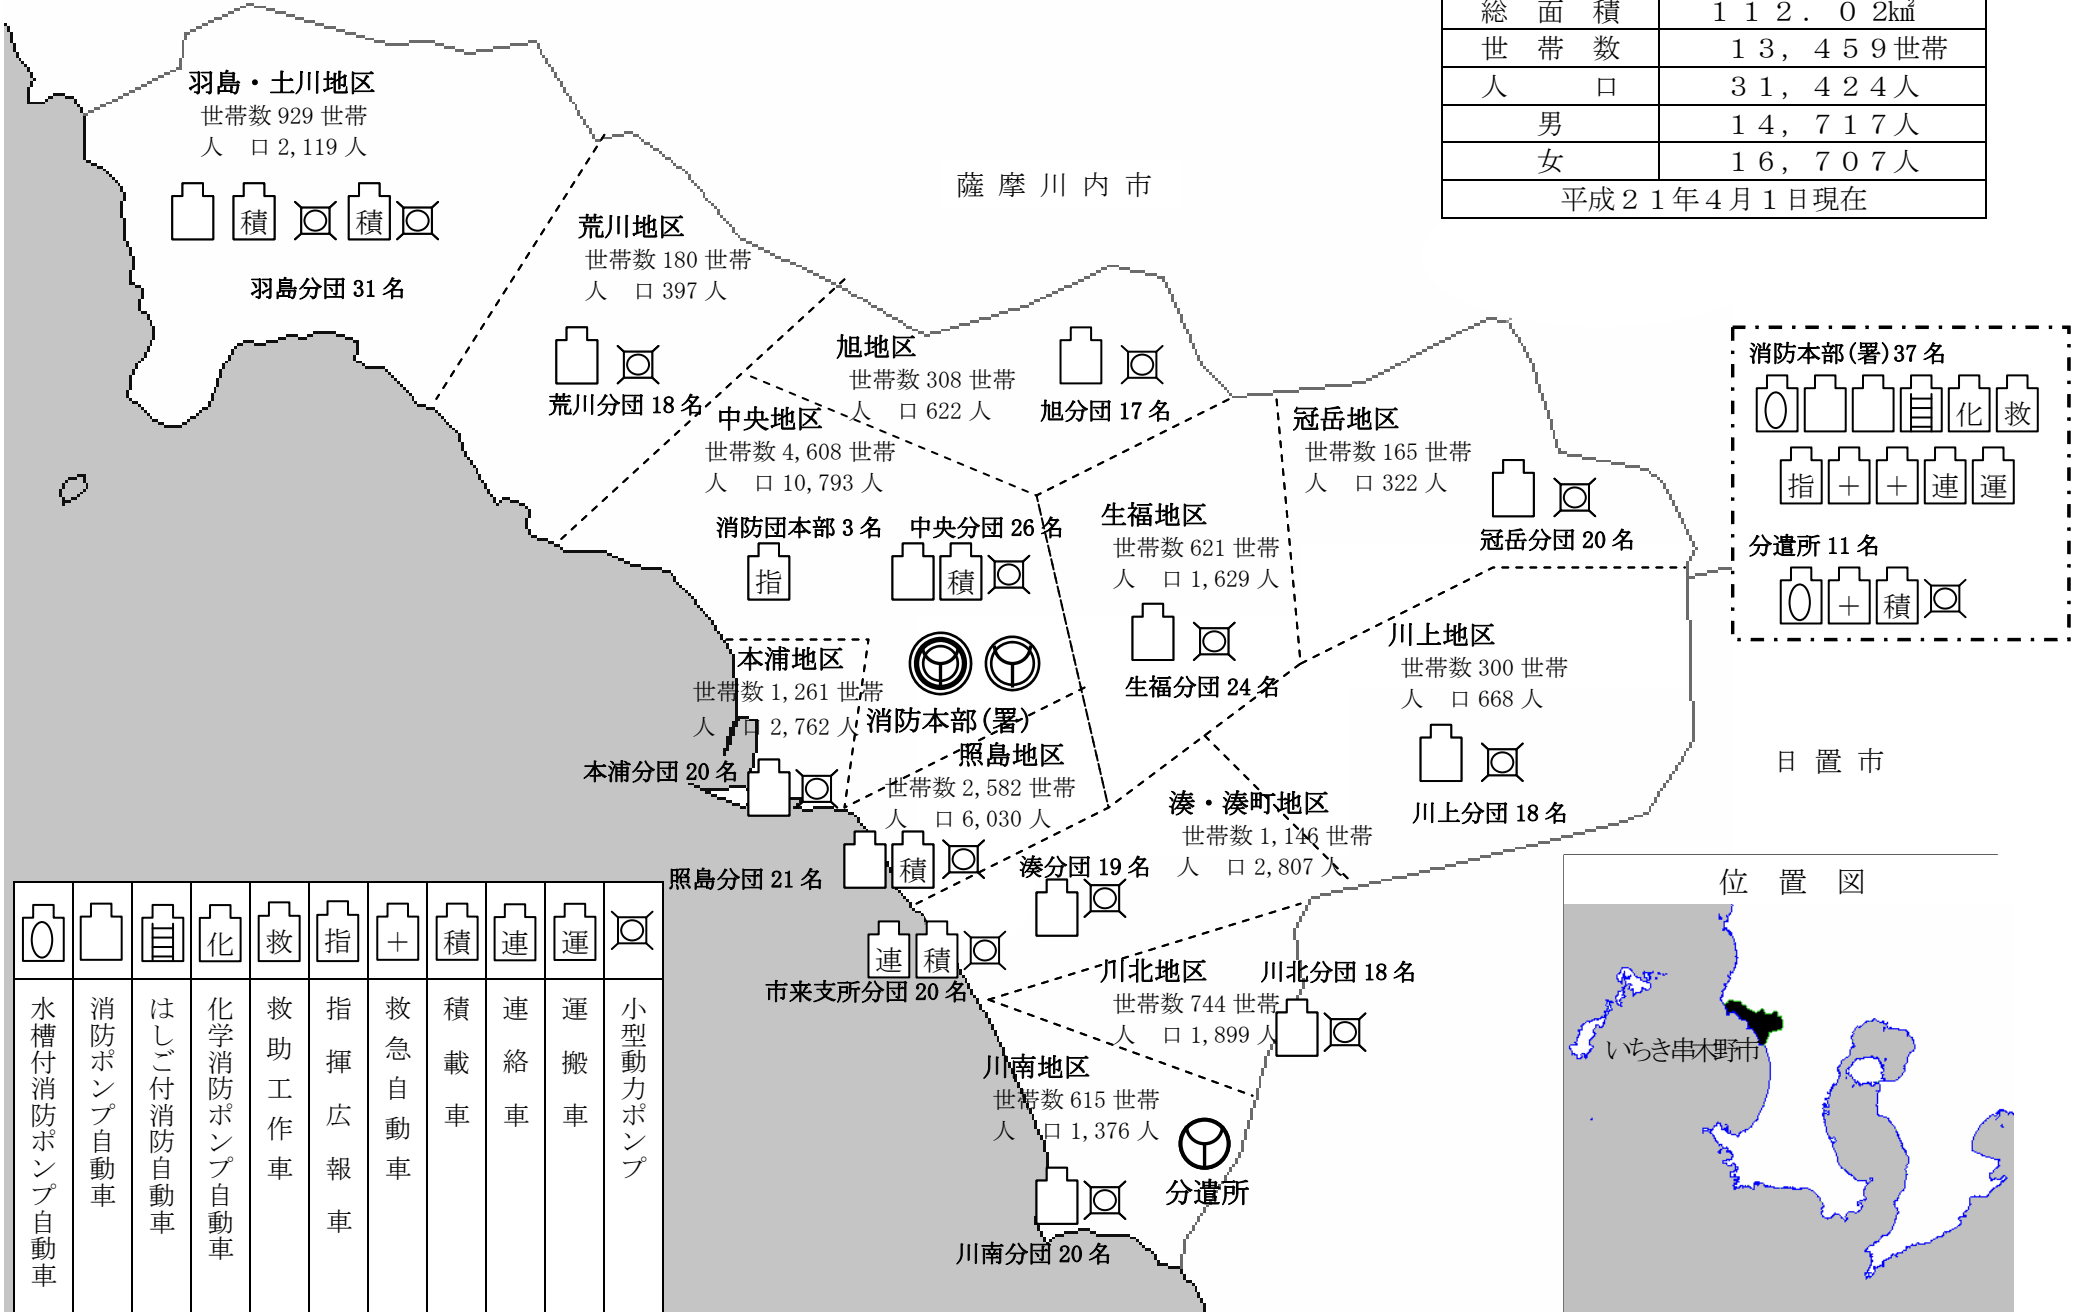 総面積 １１２．０２k㎡
世帯数 １３，４５９世帯
人口 ３１，４２４人
男 １４，７１７人
女 １６，７０７人
平成２１年４月１日現在
羽島・土川地区
世帯数 929 世帯
人　口 2,119 人
積 積
羽島分団 31 名
薩摩川内市
荒川地区
世帯数 180 世帯
人　口 397 人
荒川分団 18 名
旭地区
世帯数 308 世帯
人　口 622 人
旭分団 17 名
中央地区
世帯数 4,608 世帯
人　口 10,793 人
消防団本部 3 名
指
中央分団 26 名
積
消防本部(署)
冠岳地区
世帯数 165 世帯
人　口 322 人
冠岳分団 20 名
生福地区
世帯数 621 世帯
人　口 1,629 人
生福分団 24 名
消防本部(署)37 名
化 救
指 ＋ ＋ 連 運
分遣所 11 名
＋ 積
川上地区
世帯数 300 世帯
人　口 668 人
川上分団 18 名
日置市
本浦地区
世帯数 1,261 世帯
人　口 2,762 人
本浦分団 20 名
照島地区
世帯数 2,582 世帯
人　口 6,030 人
積
照島分団 21 名
湊・湊町地区
世帯数 1,146 世帯
人　口 2,807 人
湊分団 19 名
連 積
市来支所分団 20 名
川北地区
世帯数 744 世帯
人　口 1,899 人
川北分団 18 名
川南地区
世帯数 615 世帯
人　口 1,376 人
分遣所
川南分団 20 名
化 救 指 ＋ 積 連 運
水槽付消防ポンプ自動車
消防ポンプ自動車
はしご付消防自動車
化学消防ポンプ自動車
救助工作車
指揮広報車
救急自動車
積載車
連絡車
運搬車
小型動力ポンプ
位置図
いちき串木野市